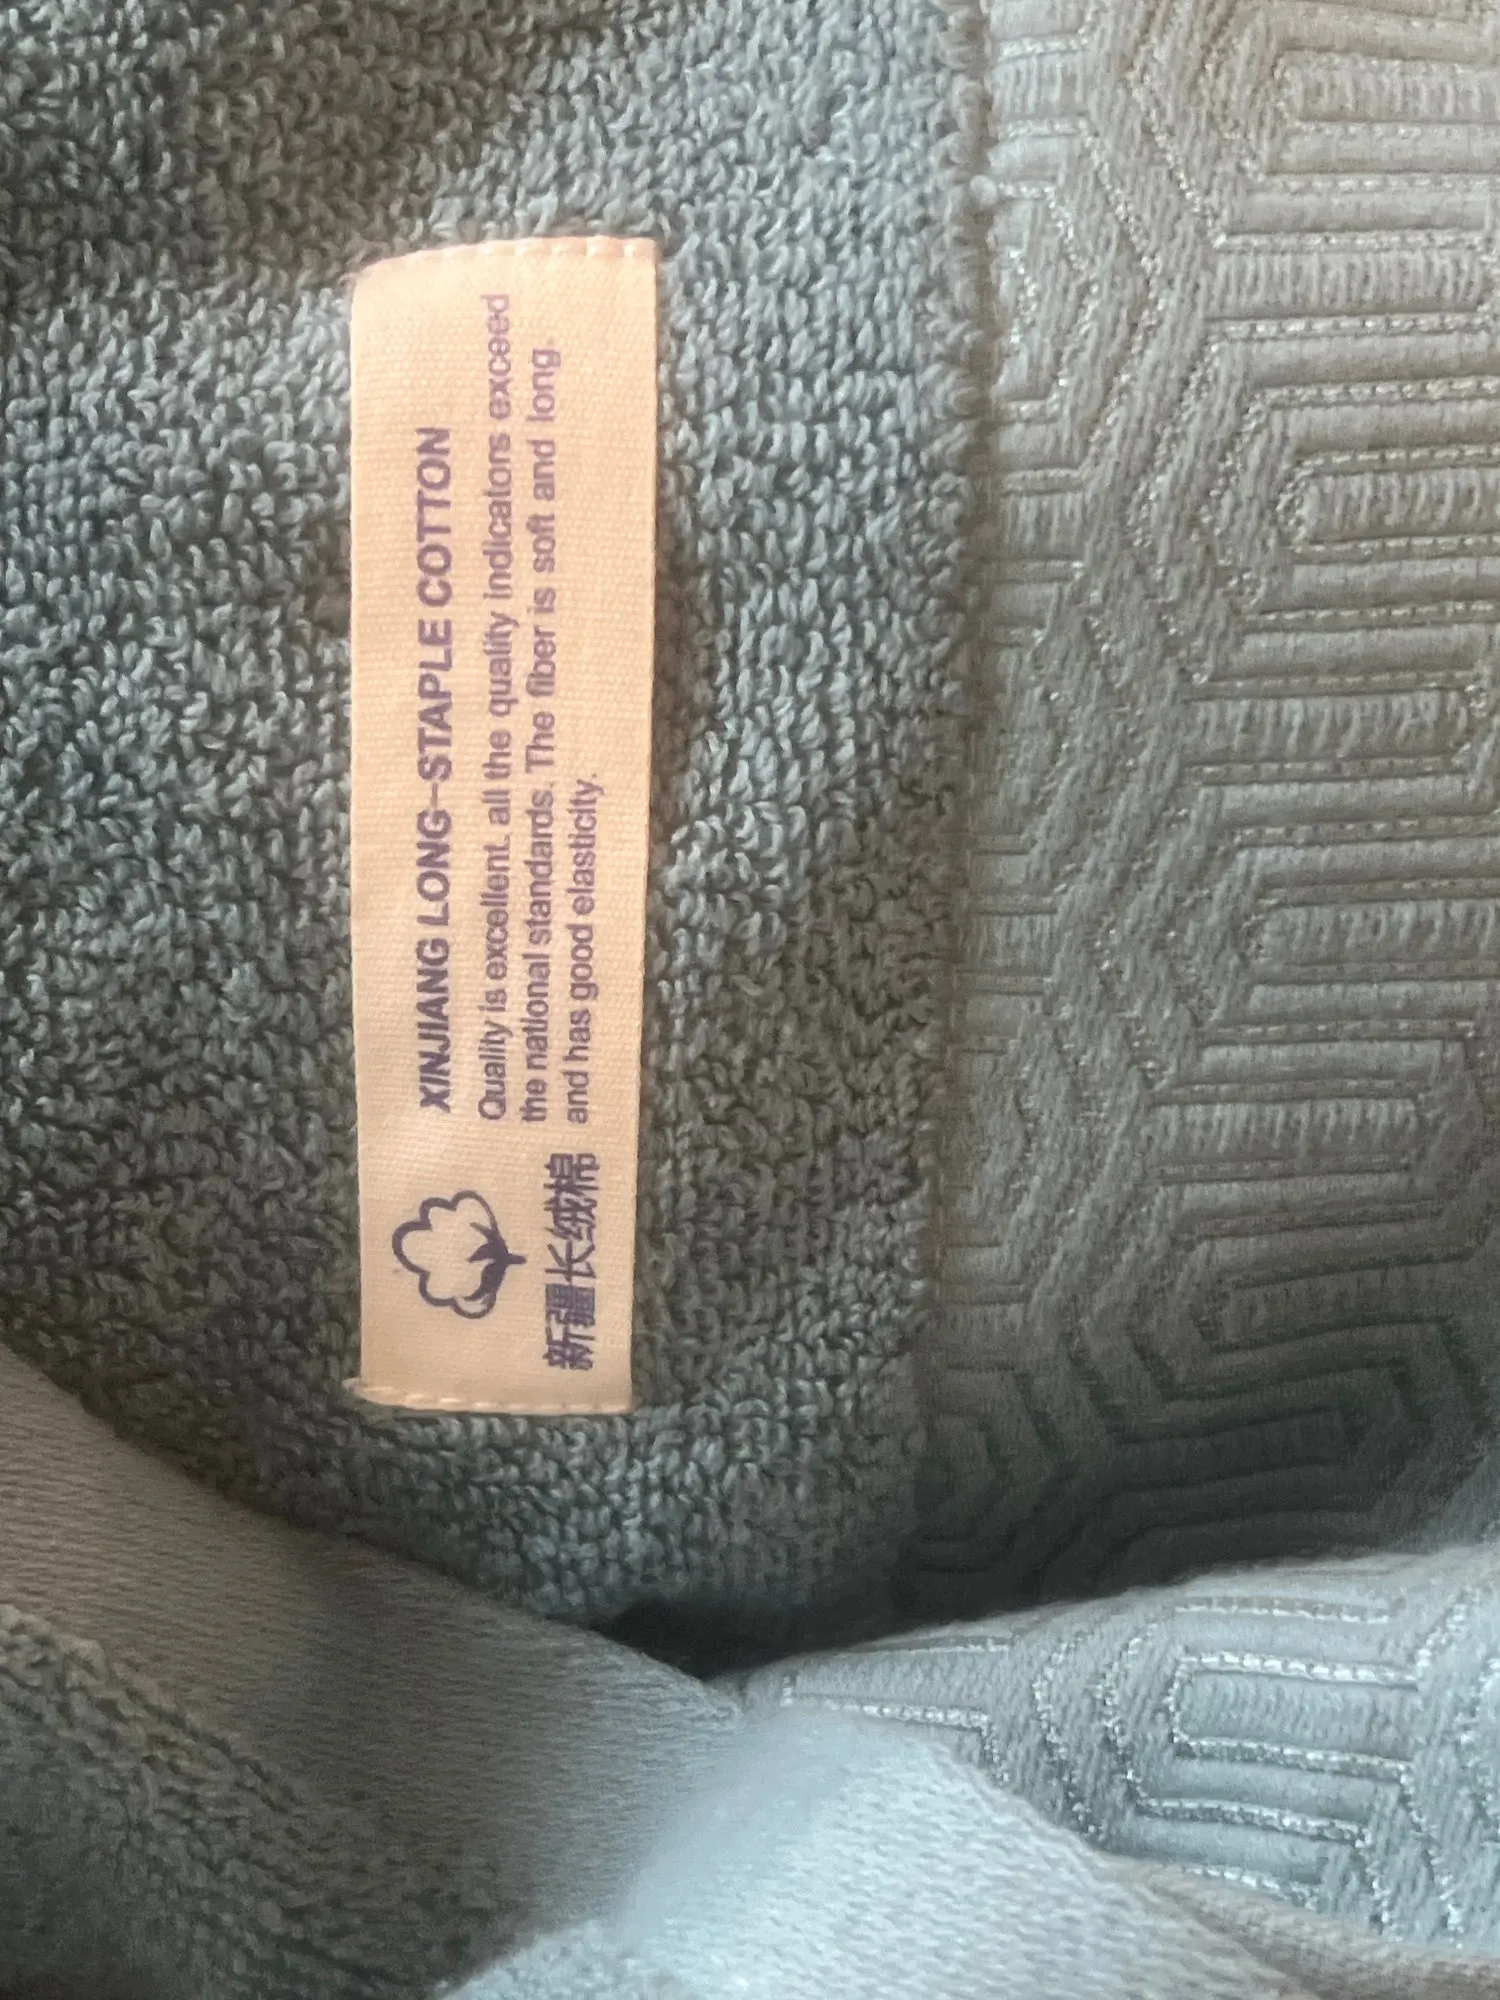 XINJIANG LONG-STAPLE COTTON
Quality is excellent. all the quality indicators exceed
the national standards. The fiber is soft and long.
and has good elasticity.
新疆长绒棉